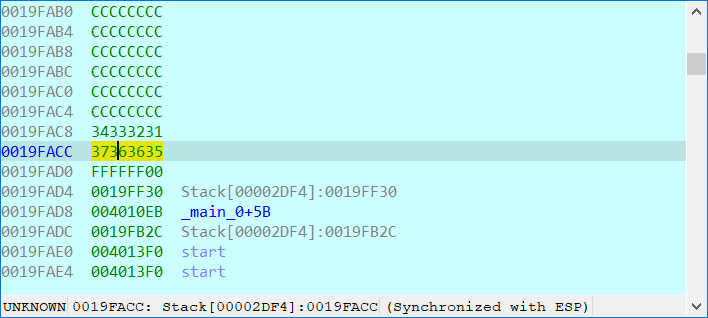 0019FAB0 CCCCCCCC
0019FAB4 CCCCCCCC
0019FAB8 CCCCCCCC
0019FABC CCCCCCCC
0019FAC0 CCCCCCCC
0019FAC4 CCCCCCCC
0019FAC8 34333231
0019FACC 37363635
0019FAD0 FFFFFF00
0019FAD4 0019FF30 Stack[00002DF4]:0019FF30
0019FAD8 004010EB _main_0+5B
0019FADC 0019FB2C Stack[00002DF4]:0019FB2C
0019FAE0 004013F0 start
0019FAE4 004013F0 start
UNKNOWN 0019FACC: Stack[00002DF4]:0019FACC (Synchronized with ESP)